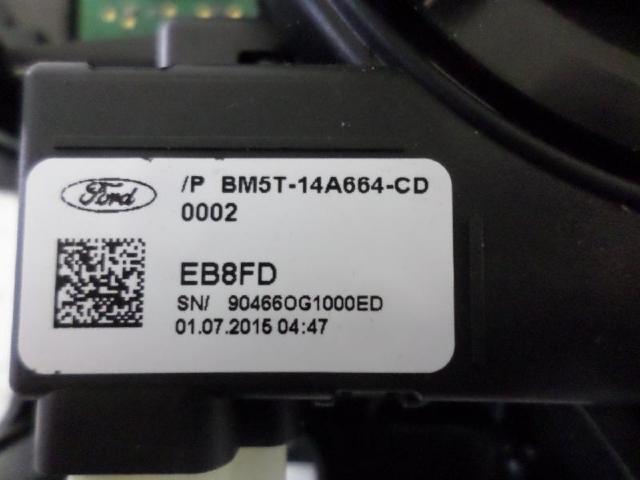 Ford
/P BM5T-14A664-CD
0002
EB8FD
SN/ 90466OG1000ED
01.07.2015 04:47